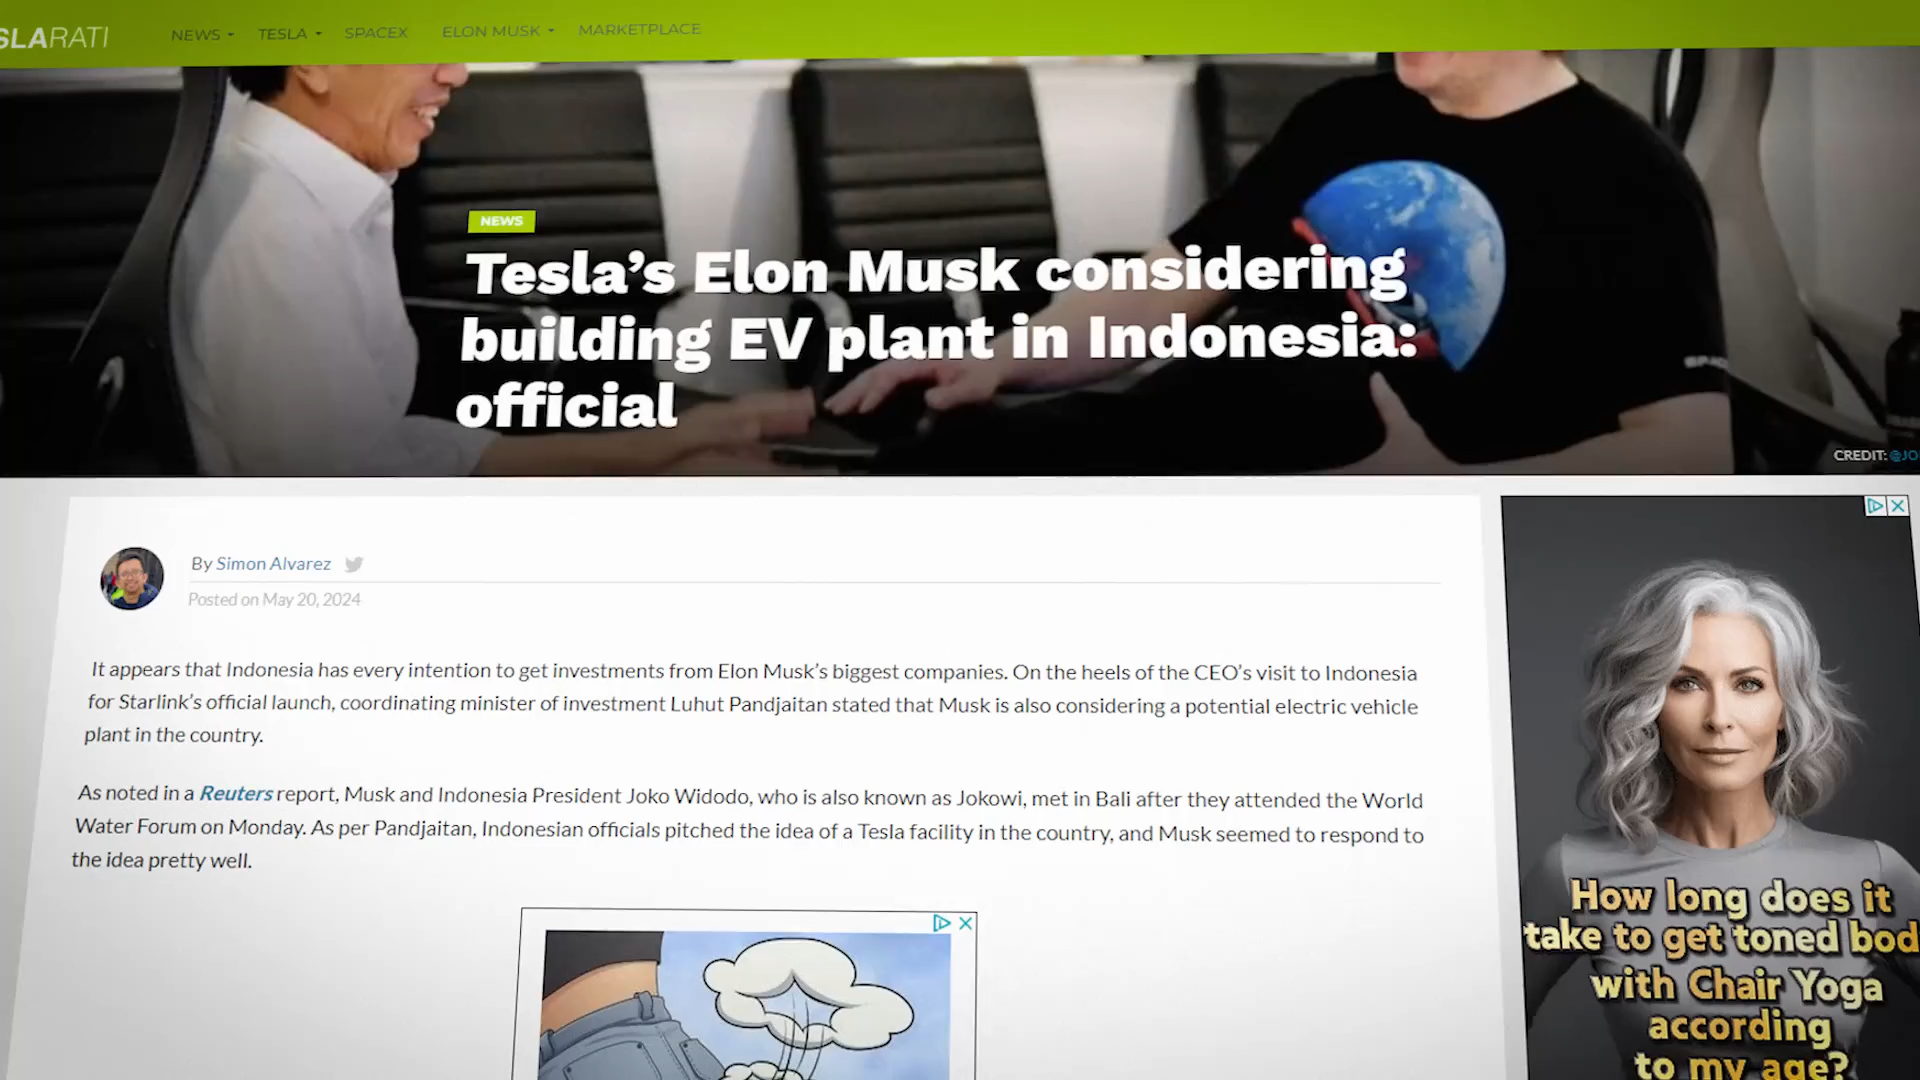 SLARATI
NEWS
TESLA
SPACEX
ELON MUSK
MARKETPLACE
NEWS
Tesla’s Elon Musk considering
building EV plant in Indonesia:
official
CREDIT: @JO
By Simon Alvarez
Posted on May 20, 2024
It appears that Indonesia has every intention to get investments from Elon Musk’s biggest companies. On the heels of the CEO’s visit to Indonesia
for Starlink’s official launch, coordinating minister of investment Luhut Pandjaitan stated that Musk is also considering a potential electric vehicle
plant in the country.
As noted in a Reuters report, Musk and Indonesia President Joko Widodo, who is also known as Jokowi, met in Bali after they attended the World
Water Forum on Monday. As per Pandjaitan, Indonesian officials pitched the idea of a Tesla facility in the country, and Musk seemed to respond to
the idea pretty well.
How long does it
take to get toned bod
with Chair Yoga
according
to my age?